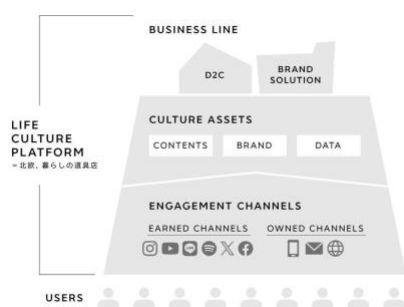 BUSINESS LINE
D2C
BRAND
SOLUTION
LIFE
CULTURE
PLATFORM
=北欧、暮らしの道具店
CULTURE ASSETS
CONTENTS
BRAND
DATA
ENGAGEMENT CHANNELS
EARNED CHANNELS
OWNED CHANNELS
USERS